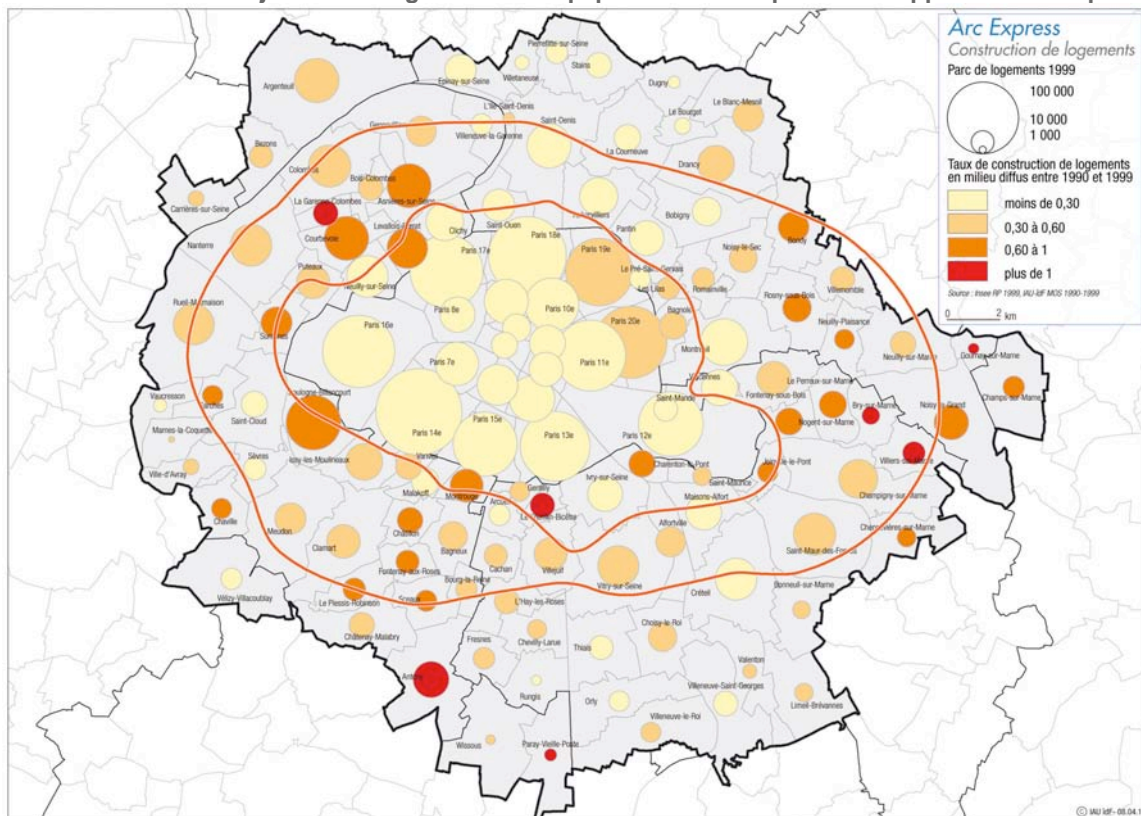 Arc Express
Construction de logements
Parc de logements 1999
100 000
10 000
1 000
Taux de construction de logements
en milieu diffus entre 1990 et 1999
moins de 0,30
0,30 à 0,60
0,60 à 1
plus de 1
Source : Insee RP 1999, IAU-îdF MOS 1990-1999
0 2
km
Pierrefitte-sur-Seine
Villetaneuse
Stains
Epinay-sur-Seine
Dugny
Argenteuil
L'Ile-Saint-Denis
Saint-Denis
Le Bourget
Le Blanc-Mesnil
Villeneuve-la-Garenne
La Courneuve
Bezons
Colombes
Drancy
Bois-Colombes
Asnières-sur-Seine
Carrières-sur-Seine
La Garenne-Colombes
Bobigny
Bondy
Courbevoie
Levallois-Perret
Clichy
Saint-Ouen
Pantin
Nanterre
Paris 17e
Paris 18e
Paris 19e
Noisy-le-Sec
Puteaux
Neuilly-sur-Seine
Le Pré-Saint-Gervais
Les Lilas
Romainville
Villemomble
Rueil-Malmaison
Paris 8e
Paris 10e
Rosny-sous-Bois
Paris 16e
Paris 20e
Bagnolet
Neuilly-Plaisance
Paris 7e
Paris 11e
Montreuil
Neuilly-sur-Marne
Gournay-sur-Marne
Vincennes
Le Perreux-sur-Marne
Champs-sur-Marne
Vaucresson
Boulogne-Billancourt
Saint-Mandé
Fontenay-sous-Bois
Bry-sur-Marne
Saint-Cloud
Nogent-sur-Marne
Noisy-le-Grand
Marnes-la-Coquette
Paris 14e
Paris 15e
Paris 13e
Paris 12e
Sèvres
Issy-les-Moulineaux
Vanves
Charenton-le-Pont
Joinville-le-Pont
Villiers-sur-Marne
Ville-d'Avray
Malakoff
Montrouge
Gentilly
Ivry-sur-Seine
Saint-Maurice
Champigny-sur-Marne
Chaville
Arcueil
Le Kremlin-Bicêtre
Maisons-Alfort
Meudon
Châtillon
Alfortville
Chennevières-sur-Marne
Clamart
Bagneux
Cachan
Villejuif
Saint-Maur-des-Fossés
Fontenay-aux-Roses
Bourg-la-Reine
Vitry-sur-Seine
Vélizy-Villacoublay
Le Plessis-Robinson
Sceaux
L'Hay-les-Roses
Créteil
Bonneuil-sur-Marne
Châtenay-Malabry
Chevilly-Larue
Choisy-le-Roi
Fresnes
Thiais
Antony
Valenton
Rungis
Orly
Villeneuve-Saint-Georges
Limeil-Brévannes
Wissous
Paray-Vieille-Poste
Villeneuve-le-Roi